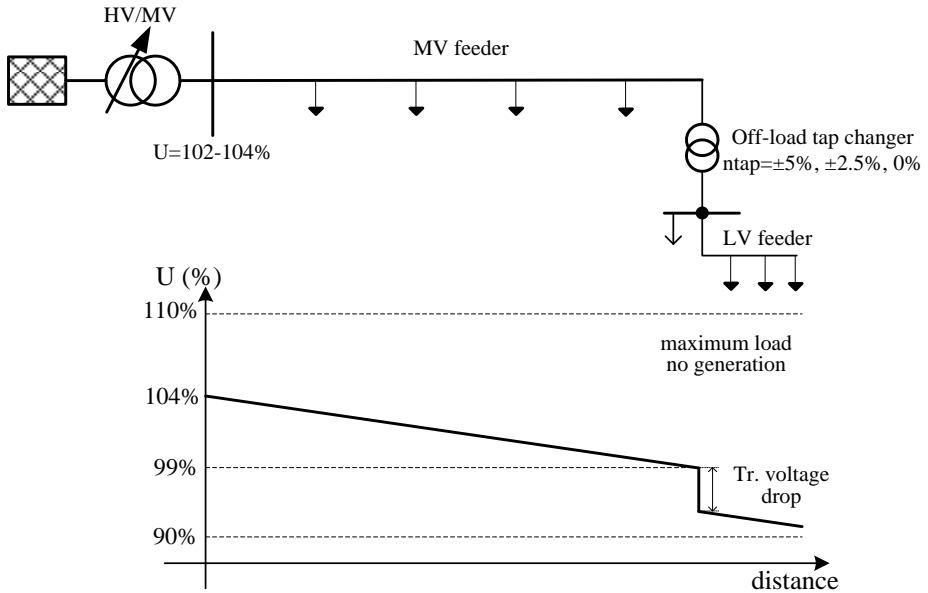 HV/MV
MV feeder
U=102-104%
Off-load tap changer
ntap=±5%, ±2.5%, 0%
LV feeder
U (%)
110%
maximum load
no generation
104%
99%
Tr. voltage
drop
90%
distance